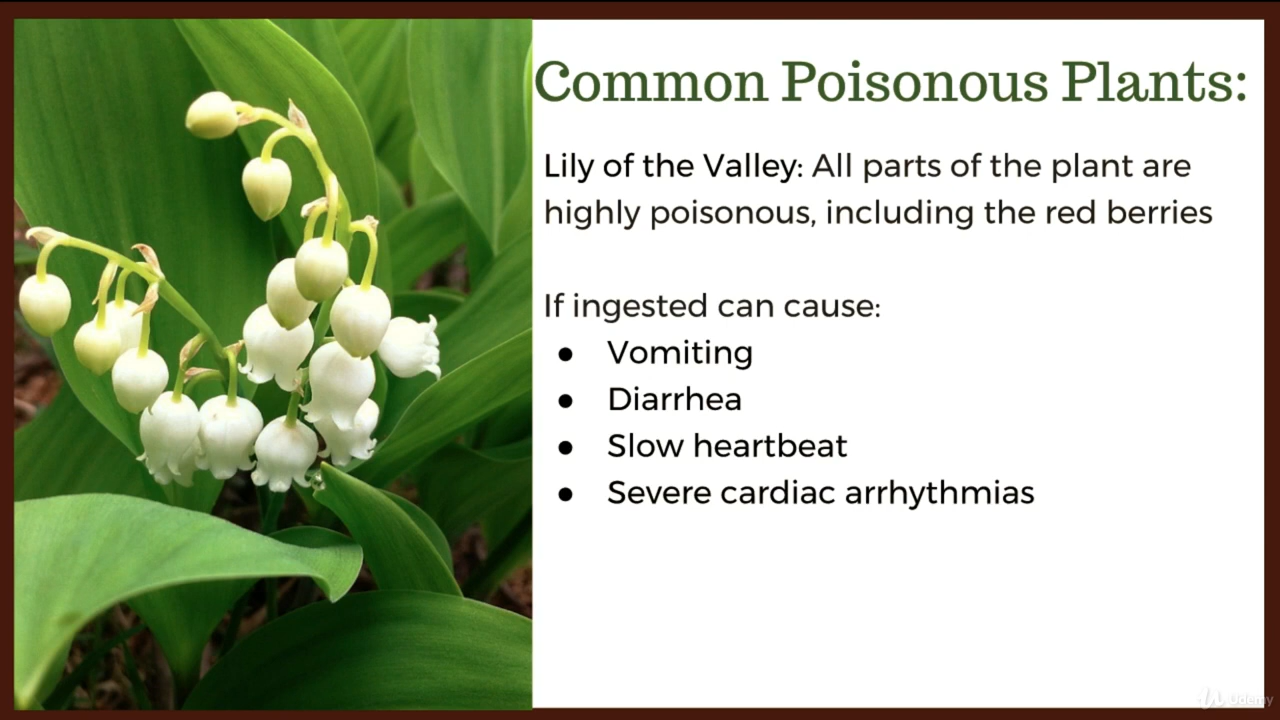 Common Poisonous Plants:
Lily of the Valley: All parts of the plant are
highly poisonous, including the red berries
If ingested can cause:
● Vomiting
● Diarrhea
● Slow heartbeat
● Severe cardiac arrhythmias
Udemy